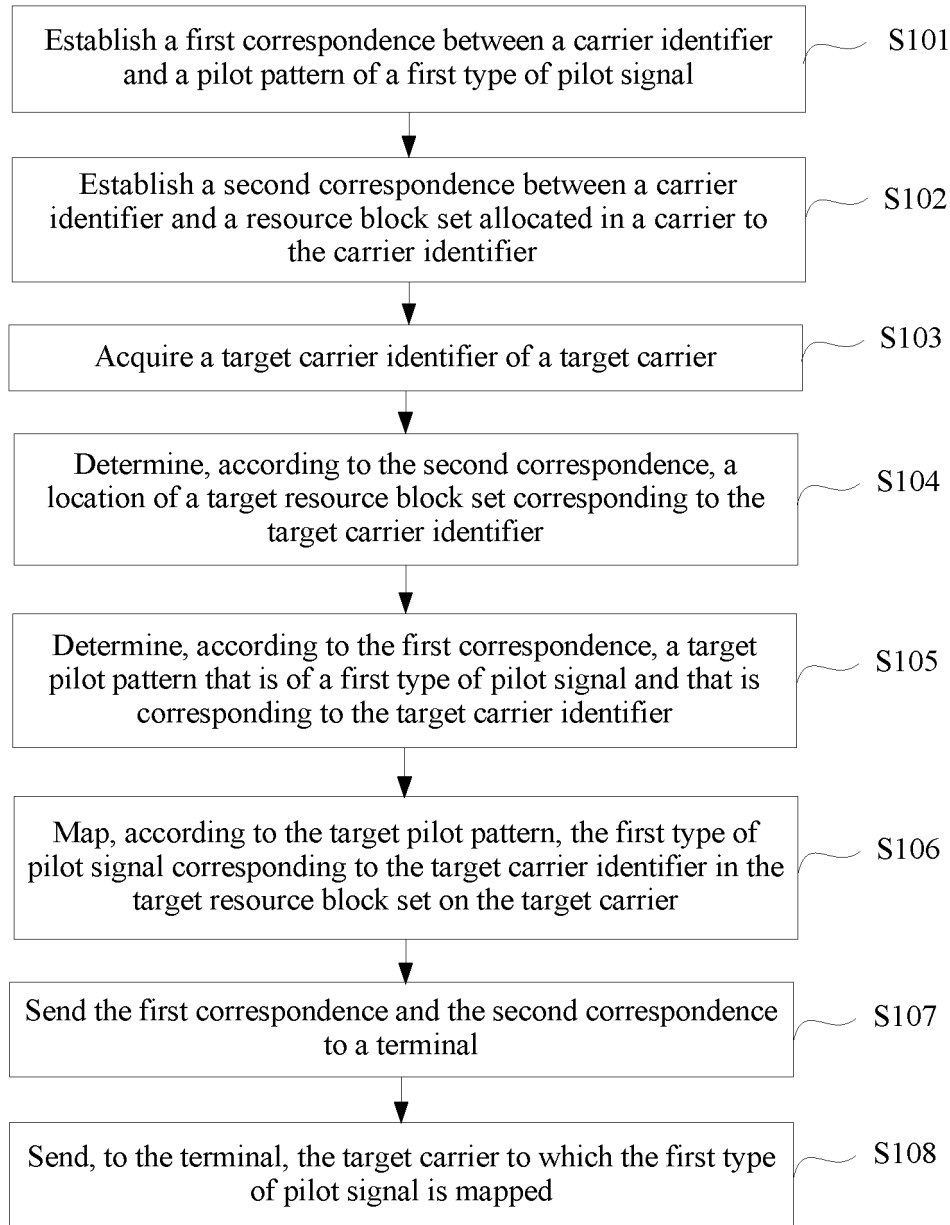 Establish a first correspondence between a carrier identifier
and a pilot pattern of a first type of pilot signal
S101
Establish a second correspondence between a carrier
identifier and a resource block set allocated in a carrier to
the carrier identifier
S102
Acquire a target carrier identifier of a target carrier
S103
Determine, according to the second correspondence, a
location of a target resource block set corresponding to the
target carrier identifier
S104
Determine, according to the first correspondence, a target
pilot pattern that is of a first type of pilot signal and that is
corresponding to the target carrier identifier
S105
Map, according to the target pilot pattern, the first type of
pilot signal corresponding to the target carrier identifier in the
target resource block set on the target carrier
S106
Send the first correspondence and the second correspondence
to a terminal
S107
Send, to the terminal, the target carrier to which the first type
of pilot signal is mapped
S108